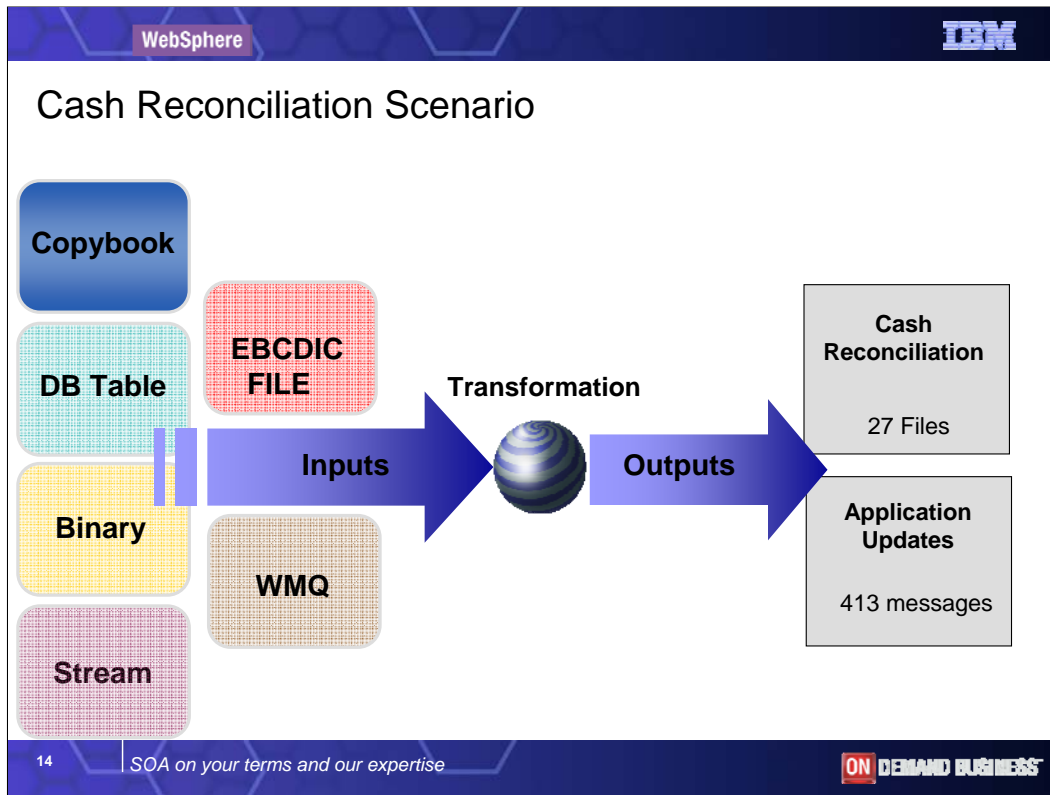 WebSphere
IBM
Cash Reconciliation Scenario
Copybook
DB Table
Binary
Stream
EBCDIC
FILE
WMQ
Inputs
Transformation
Outputs
Cash
Reconciliation
27 Files
Application
Updates
413 messages
14
SOA on your terms and our expertise
ON DEMAND BUSINESS